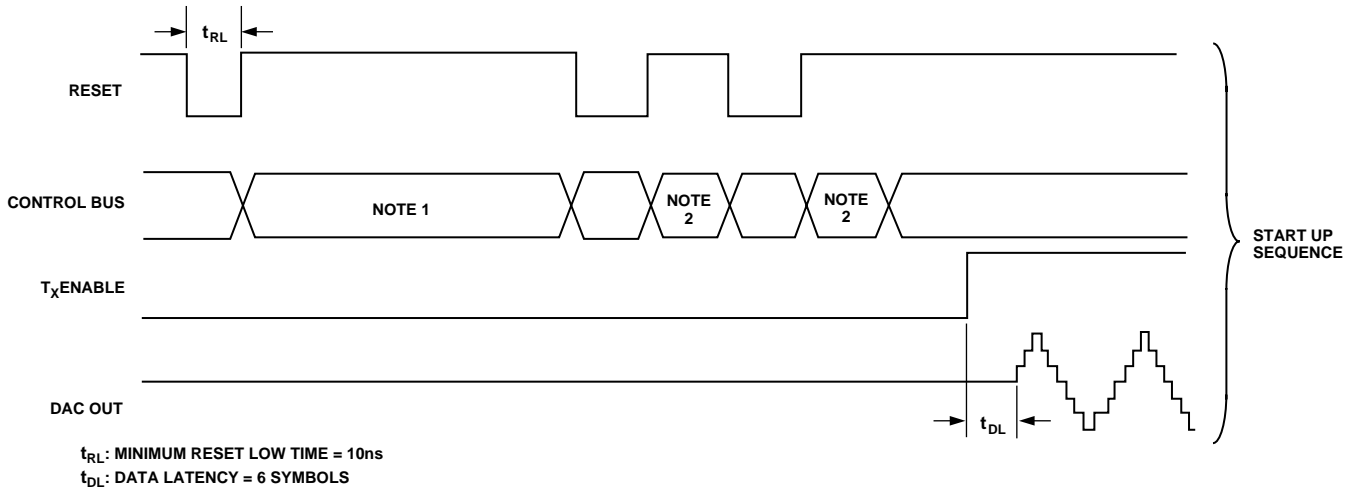 tRL
RESET
CONTROL BUS
NOTE 1
NOTE
2
NOTE
2
START UP
SEQUENCE
TXENABLE
DAC OUT
tDL
tRL: MINIMUM RESET LOW TIME = 10ns
tDL: DATA LATENCY = 6 SYMBOLS